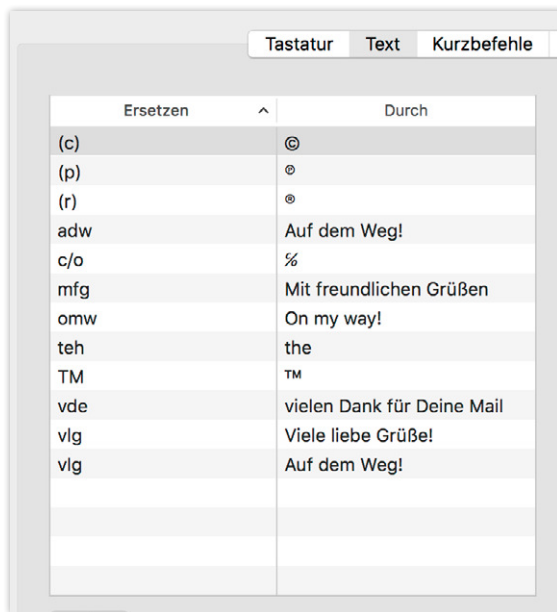 Tastatur Text Kurzbefehle
Ersetzen Durch
(c) ©
(p) ℗
(r) ®
adw Auf dem Weg!
c/o ℅
mfg Mit freundlichen Grüßen
omw On my way!
teh the
TM ™
vde vielen Dank für Deine Mail
vlg Viele liebe Grüße!
vlg Auf dem Weg!